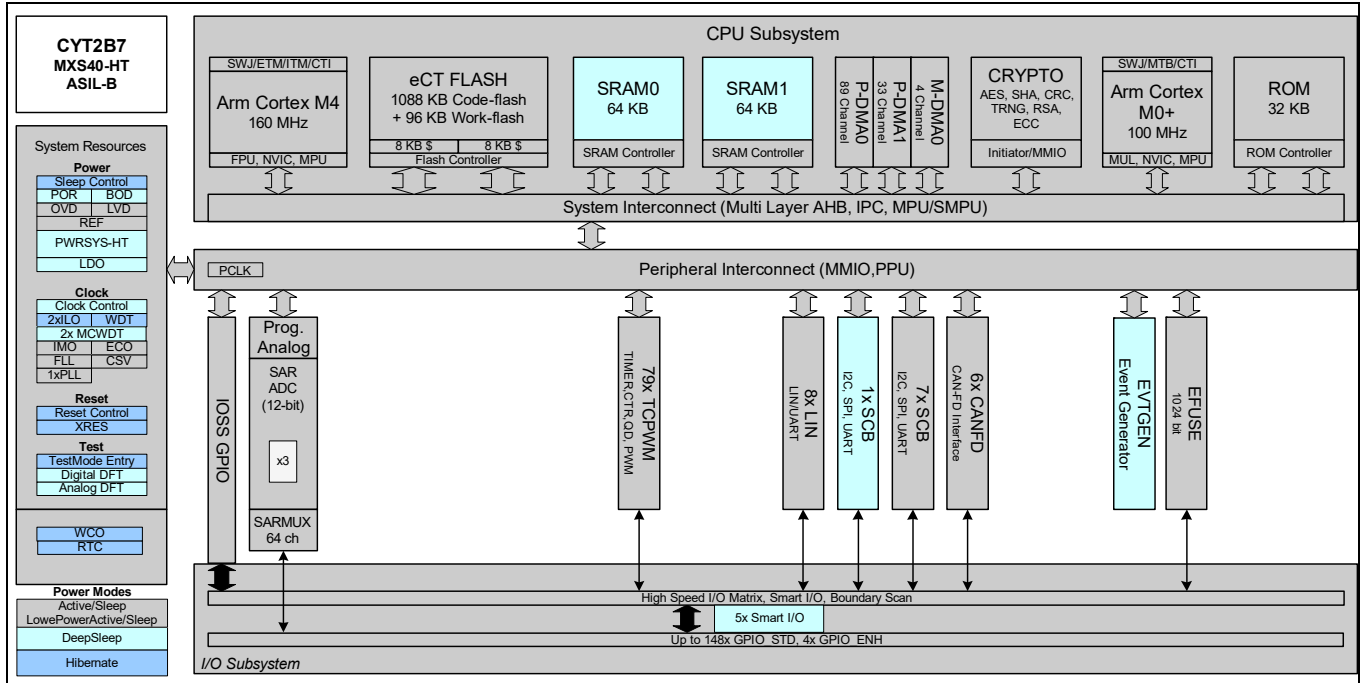 CYT2B7
MXS40-HT
ASIL-B
System Resources
Power
Sleep Control
POR BOD
OVD LVD
REF
PWRSYS-HT
LDO
Clock
Clock Control
2xILO WDT
2x MCWDT
IMO ECO
FLL CSV
1xPLL
Reset
Reset Control
XRES
Test
TestMode Entry
Digital DFT
Analog DFT
WCO
RTC
Power Modes
Active/Sleep
LowePowerActive/Sleep
DeepSleep
Hibernate
CPU Subsystem
SWJ/ETM/ITM/CTI
Arm Cortex M4
160 MHz
FPU, NVIC, MPU
eCT FLASH
1088 KB Code-flash
+ 96 KB Work-flash
8 KB $ 8 KB $
Flash Controller
SRAM0
64 KB
SRAM Controller
SRAM1
64 KB
SRAM Controller
P-DMA0
89 Channel
P-DMA1
33 Channel
M-DMA0
4 Channel
CRYPTO
AES, SHA, CRC,
TRNG, RSA,
ECC
Initiator/MMIO
SWJ/MTB/CTI
Arm Cortex
M0+
100 MHz
MUL, NVIC, MPU
ROM
32 KB
ROM Controller
System Interconnect (Multi Layer AHB, IPC, MPU/SMPU)
PCLK
Peripheral Interconnect (MMIO,PPU)
IOSS GPIO
Prog.
Analog
SAR
ADC
(12-bit)
x3
SARMUX
64 ch
79x TCPWM
TIMER,CTR,QD, PWM
8x LIN
LIN/UART
1x SCB
I2C, SPI, UART
7x SCB
I2C, SPI, UART
6x CANFD
CAN-FD Interface
EVTGEN
Event Generator
EFUSE
1024 bit
High Speed I/O Matrix, Smart I/O, Boundary Scan
5x Smart I/O
Up to 148x GPIO_STD, 4x GPIO_ENH
I/O Subsystem